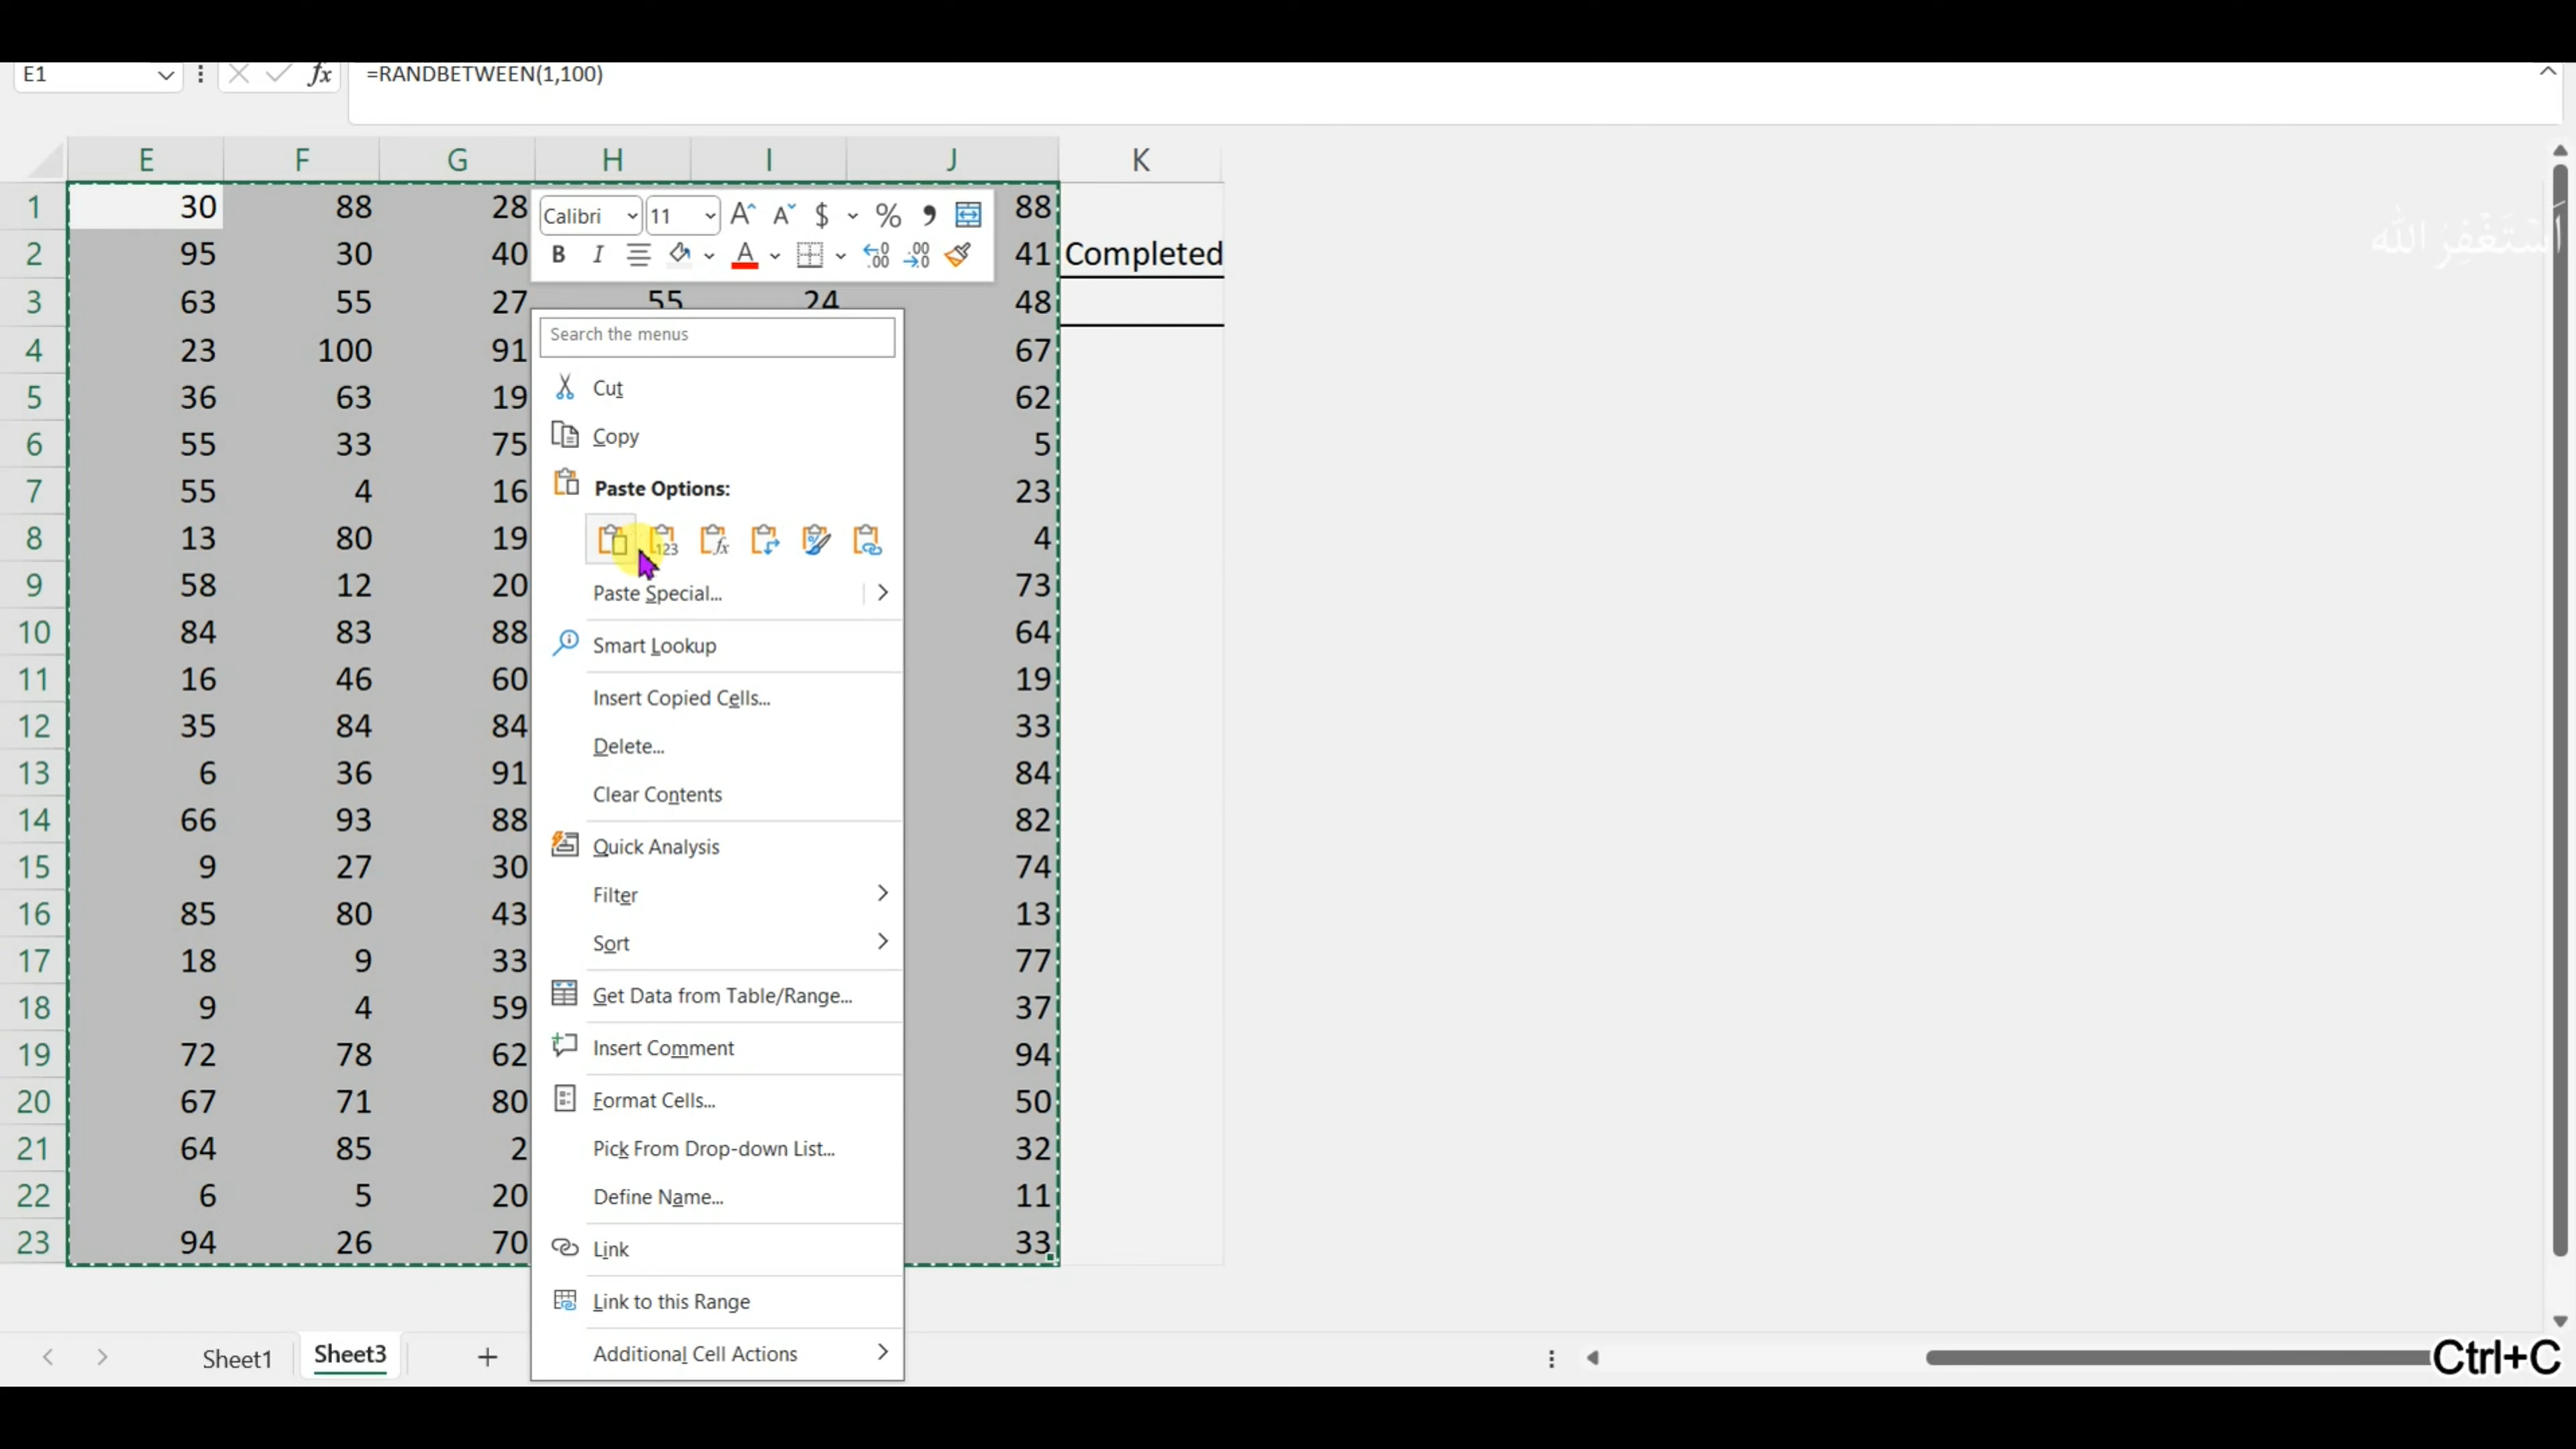 E1 fx =RANDBETWEEN(1,100)
E F G H I J K
1 30 88 28 88
2 95 30 40 41 Completed
3 63 55 27 55 24 48
4 23 100 91 67
5 36 63 19 62
6 55 33 75 5
7 55 4 16 23
8 13 80 19 4
9 58 12 20 73
10 84 83 88 64
11 16 46 60 19
12 35 84 84 33
13 6 36 91 84
14 66 93 88 82
15 9 27 30 74
16 85 80 43 13
17 18 9 33 77
18 9 4 59 37
19 72 78 62 94
20 67 71 80 50
21 64 85 2 32
22 6 5 20 11
23 94 26 70 33
Calibri 11 A A $ % ,
B I A .00 .00
Search the menus
Cut
Copy
Paste Options:
123 fx %
Paste Special...
Smart Lookup
Insert Copied Cells...
Delete...
Clear Contents
Quick Analysis
Filter
Sort
Get Data from Table/Range...
Insert Comment
Format Cells...
Pick From Drop-down List...
Define Name...
Link
Link to this Range
Additional Cell Actions
أَسْتَغْفِرُ اللّٰه
Sheet1 Sheet3 +
Ctrl+C